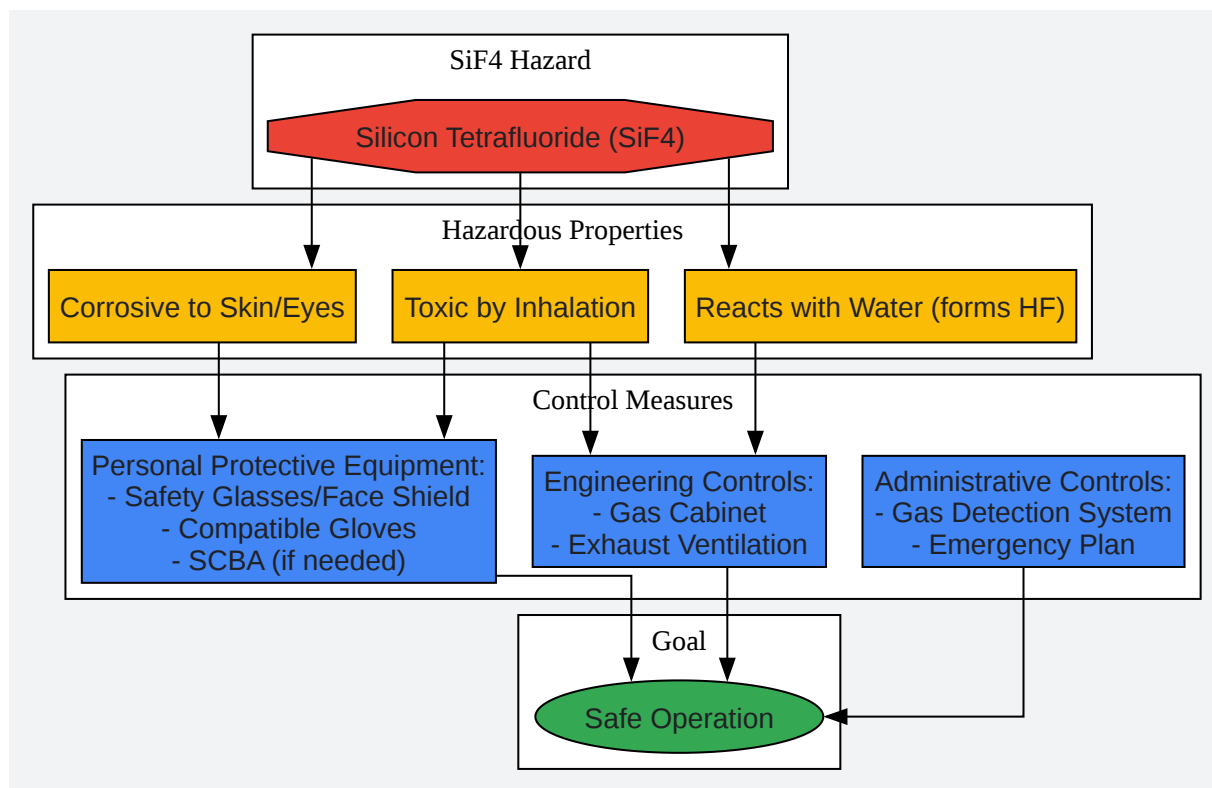 SiF4 Hazard
Silicon Tetrafluoride (SiF4)
Hazardous Properties
Corrosive to Skin/Eyes
Toxic by Inhalation
Reacts with Water (forms HF)
Control Measures
Personal Protective Equipment:
- Safety Glasses/Face Shield
- Compatible Gloves
- SCBA (if needed)
Engineering Controls:
- Gas Cabinet
- Exhaust Ventilation
Administrative Controls:
- Gas Detection System
- Emergency Plan
Goal
Safe Operation